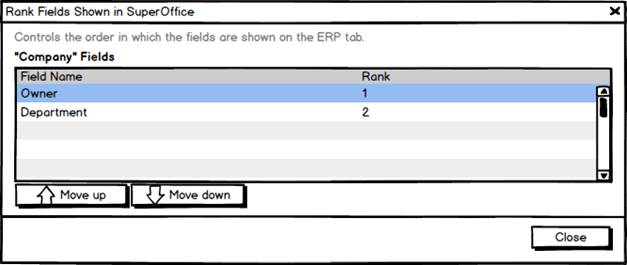 Rank Fields Shown in SuperOffice
Controls the order in which the fields are shown on the ERP tab.
"Company" Fields
Field Name Rank
Owner 1
Department 2
Move up Move down
Close